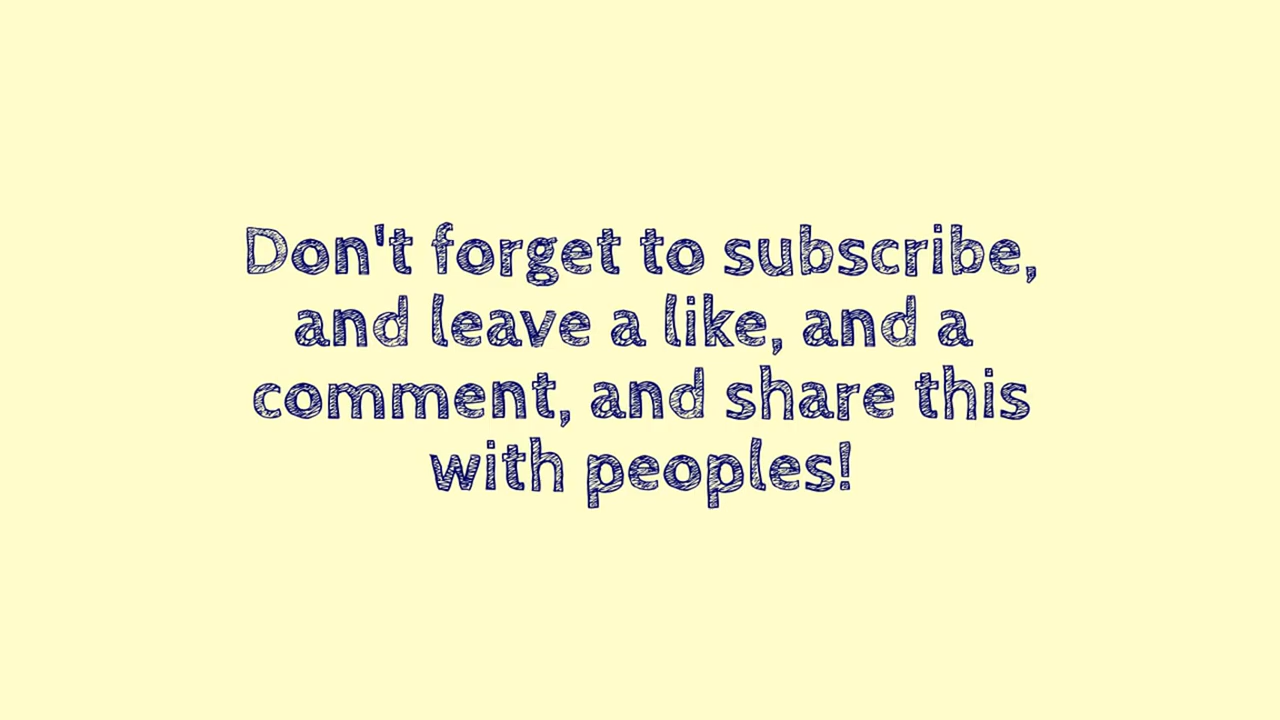 Don't forget to subscribe,
and leave a like, and a
comment, and share this
with peoples!